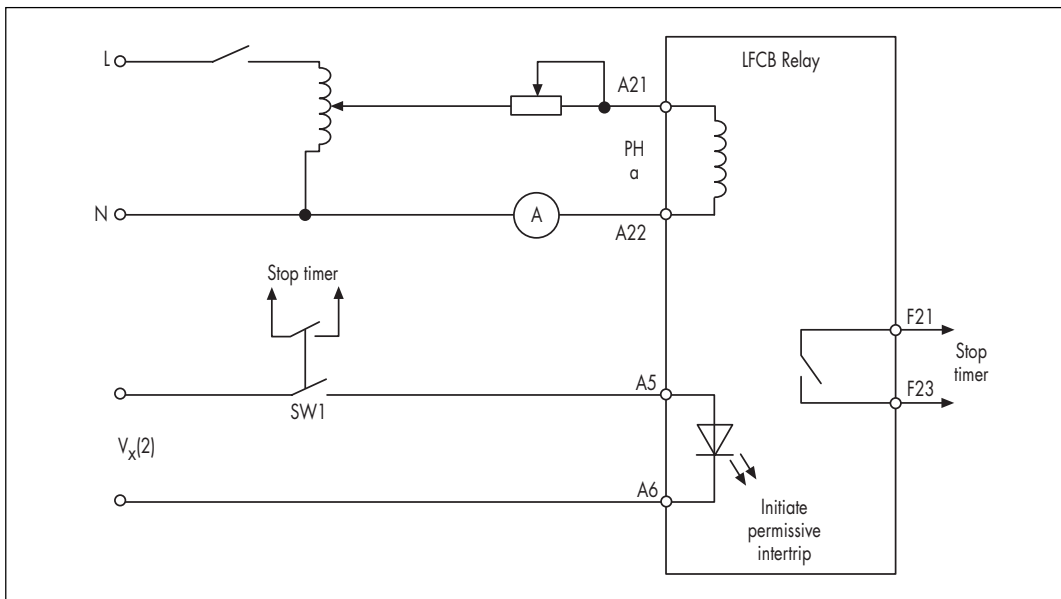 L
LFCB Relay
A21
PH
a
N
A
A22
Stop timer
F21
Stop
timer
A5
F23
SW1
Vx(2)
A6
Initiate
permissive
intertrip